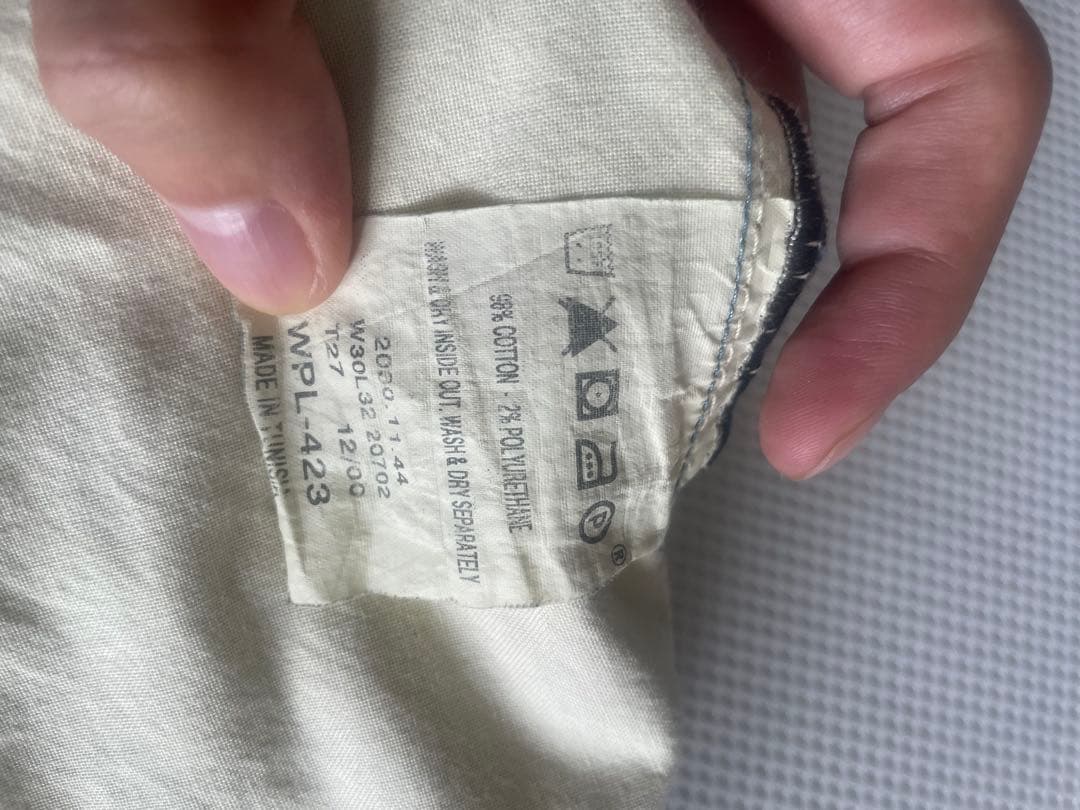 Ⓟ ®
98% COTTON - 2% POLYURETHANE
WASH & DRY INSIDE OUT. WASH & DRY SEPARATELY
11.44
W30L32 20702
T27 12/00
WPL-423
MADE IN TUNISIA